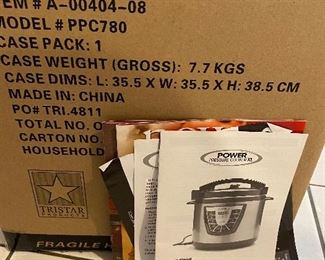 ITEM # A-00404-08
MODEL # PPC780
CASE PACK: 1
CASE WEIGHT (GROSS): 7.7 KGS
CASE DIMS: L: 35.5 X W: 35.5 X H: 38.5 CM
MADE IN: CHINA
PO# TRI.4811
TOTAL NO. O
CARTON NO.
HOUSEHOLD
TRISTAR
PRODUCTS
FRAGILE H
POWER
PRESSURE COOKER XL